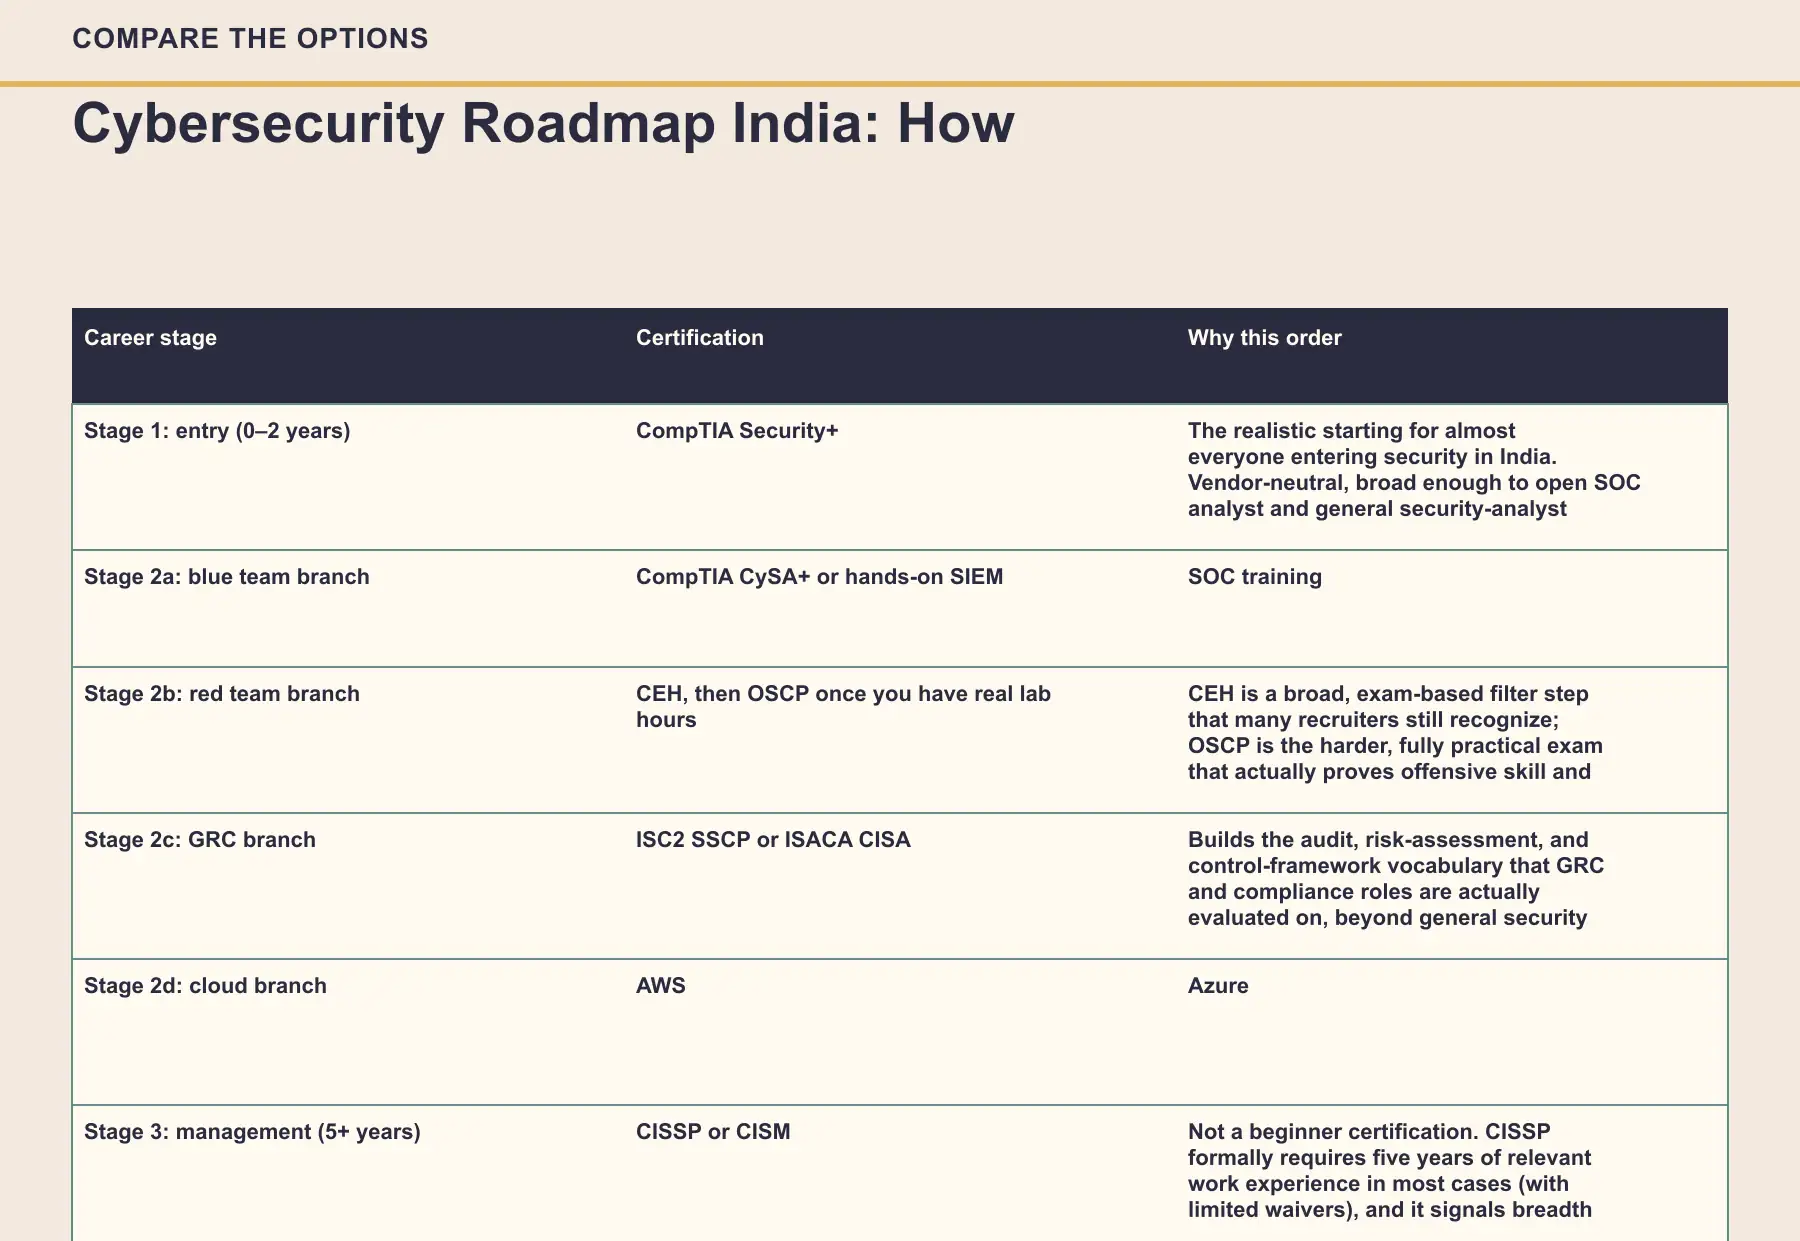 COMPARE THE OPTIONS
Cybersecurity Roadmap India: How
Career stage
Certification
Why this order
Stage 1: entry (0–2 years)
CompTIA Security+
The realistic starting for almost
everyone entering security in India.
Vendor-neutral, broad enough to open SOC
analyst and general security-analyst
Stage 2a: blue team branch
CompTIA CySA+ or hands-on SIEM
SOC training
Stage 2b: red team branch
CEH, then OSCP once you have real lab
hours
CEH is a broad, exam-based filter step
that many recruiters still recognize;
OSCP is the harder, fully practical exam
that actually proves offensive skill and
Stage 2c: GRC branch
ISC2 SSCP or ISACA CISA
Builds the audit, risk-assessment, and
control-framework vocabulary that GRC
and compliance roles are actually
evaluated on, beyond general security
Stage 2d: cloud branch
AWS
Azure
Stage 3: management (5+ years)
CISSP or CISM
Not a beginner certification. CISSP
formally requires five years of relevant
work experience in most cases (with
limited waivers), and it signals breadth